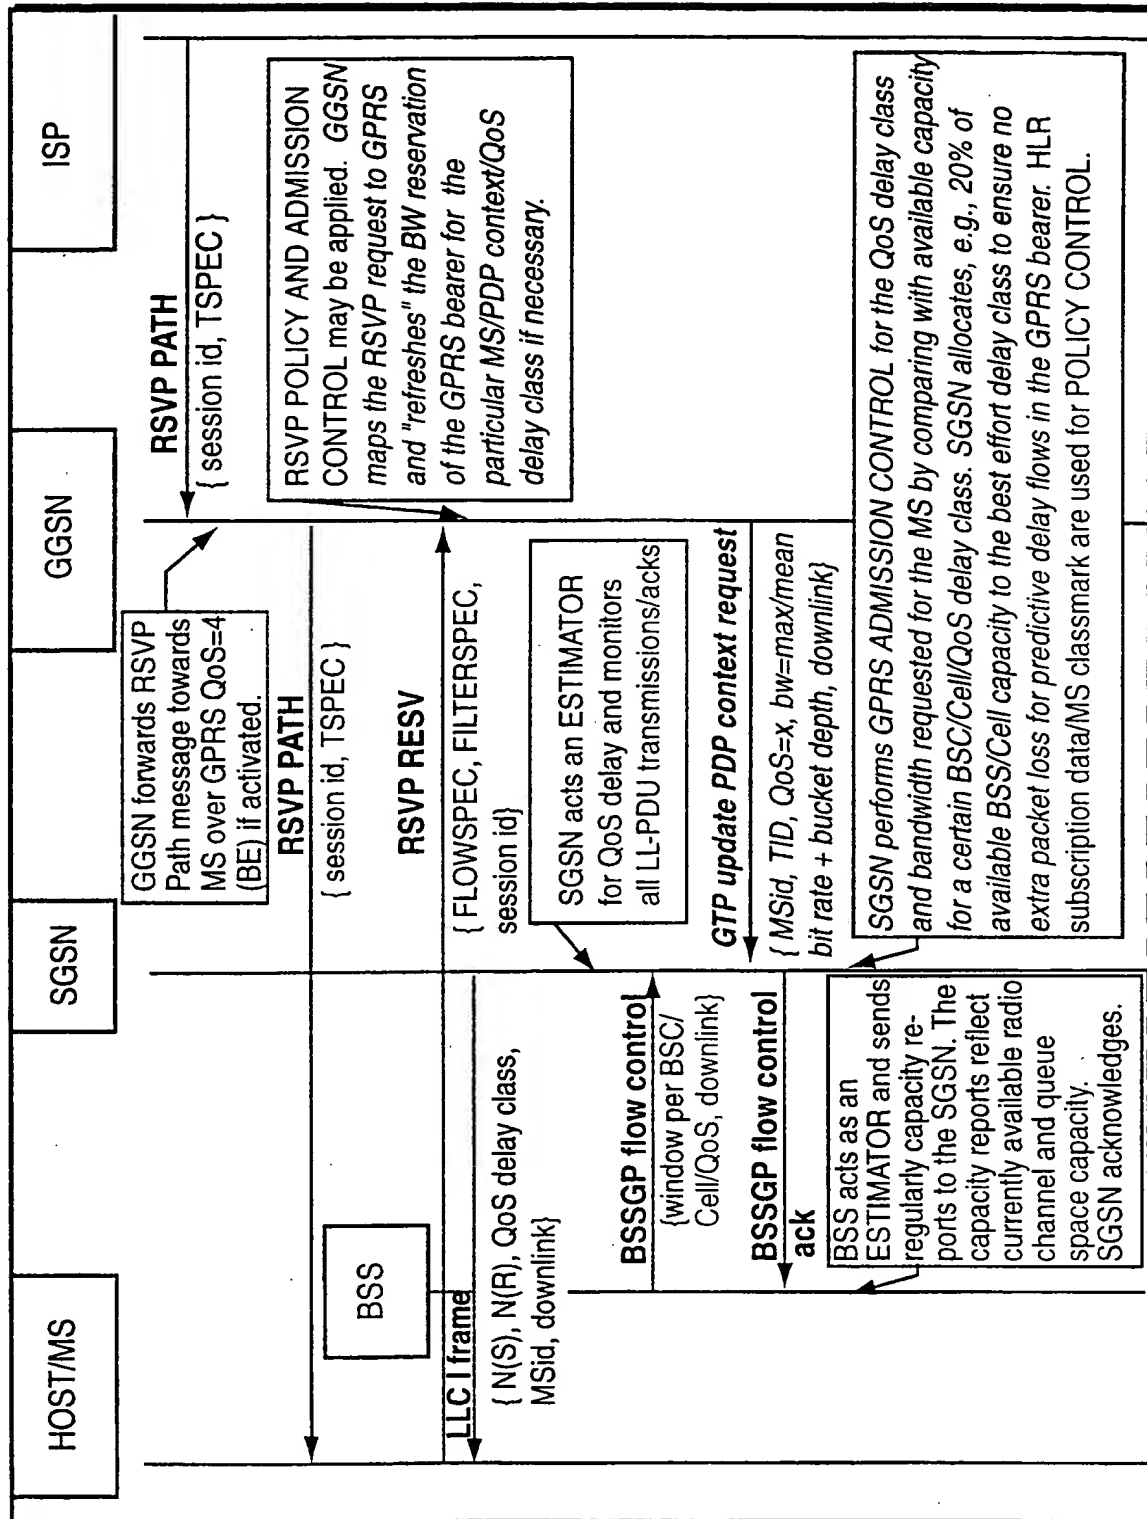 HOST/MS
SGSN
GGSN
ISP
RSVP PATH
{ session id, TSPEC }
GGSN forwards RSVP
Path message towards
MS over GPRS QoS=4
(BE) if activated.
RSVP PATH
{ session id, TSPEC }
RSVP POLICY AND ADMISSION
CONTROL may be applied. GGSN
maps the RSVP request to GPRS
and "refreshes" the BW reservation
of the GPRS bearer for the
particular MS/PDP context/QoS
delay class if necessary.
BSS
RSVP RESV
{ FLOWSPEC, FILTERSPEC,
session id}
LLC I frame
{ N(S), N(R), QoS delay class,
MSid, downlink}
SGSN acts an ESTIMATOR
for QoS delay and monitors
all LL-PDU transmissions/acks
BSSGP flow control
{window per BSC/
Cell/QoS, downlink}
GTP update PDP context request
{ MSid, TID, QoS=x, bw=max/mean
bit rate + bucket depth, downlink}
BSSGP flow control
ack
BSS acts as an
ESTIMATOR and sends
regularly capacity re-
ports to the SGSN. The
capacity reports reflect
currently available radio
channel and queue
space capacity.
SGSN acknowledges.
SGSN performs GPRS ADMISSION CONTROL for the QoS delay class
and bandwidth requested for the MS by comparing with available capacity
for a certain BSC/Cell/QoS delay class. SGSN allocates, e.g., 20% of
available BSS/Cell capacity to the best effort delay class to ensure no
extra packet loss for predictive delay flows in the GPRS bearer. HLR
subscription data/MS classmark are used for POLICY CONTROL.